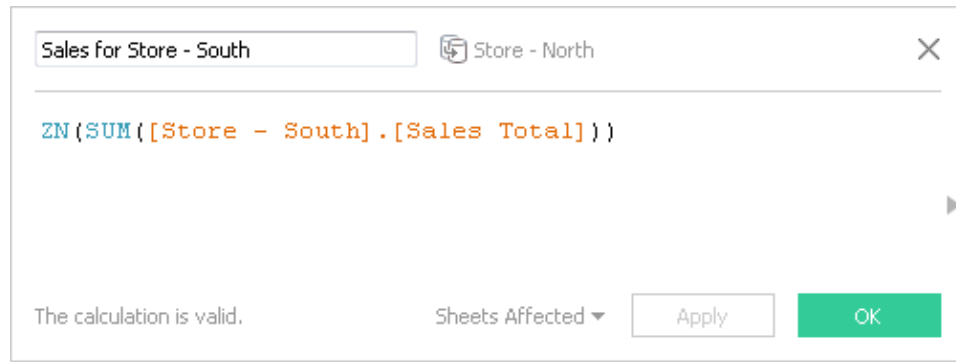 Sales for Store - South Store - North
ZN(SUM([Store - South].[Sales Total]))
The calculation is valid. Sheets Affected Apply OK